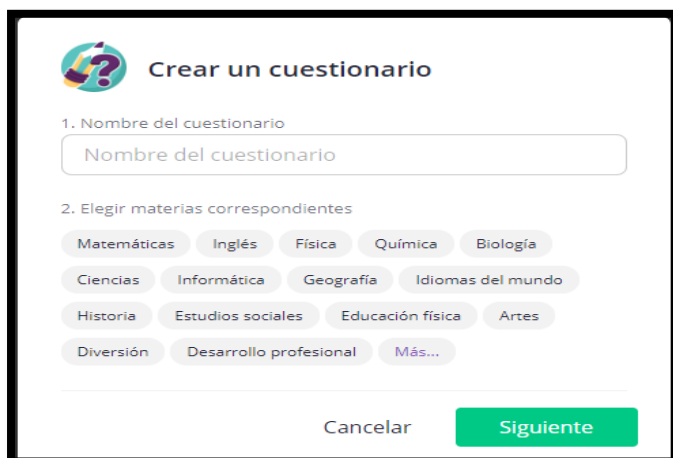 Crear un cuestionario
1. Nombre del cuestionario
Nombre del cuestionario
2. Elegir materias correspondientes
Matemáticas Inglés Física Química Biología
Ciencias Informática Geografía Idiomas del mundo
Historia Estudios sociales Educación física Artes
Diversión Desarrollo profesional Más...
Cancelar Siguiente